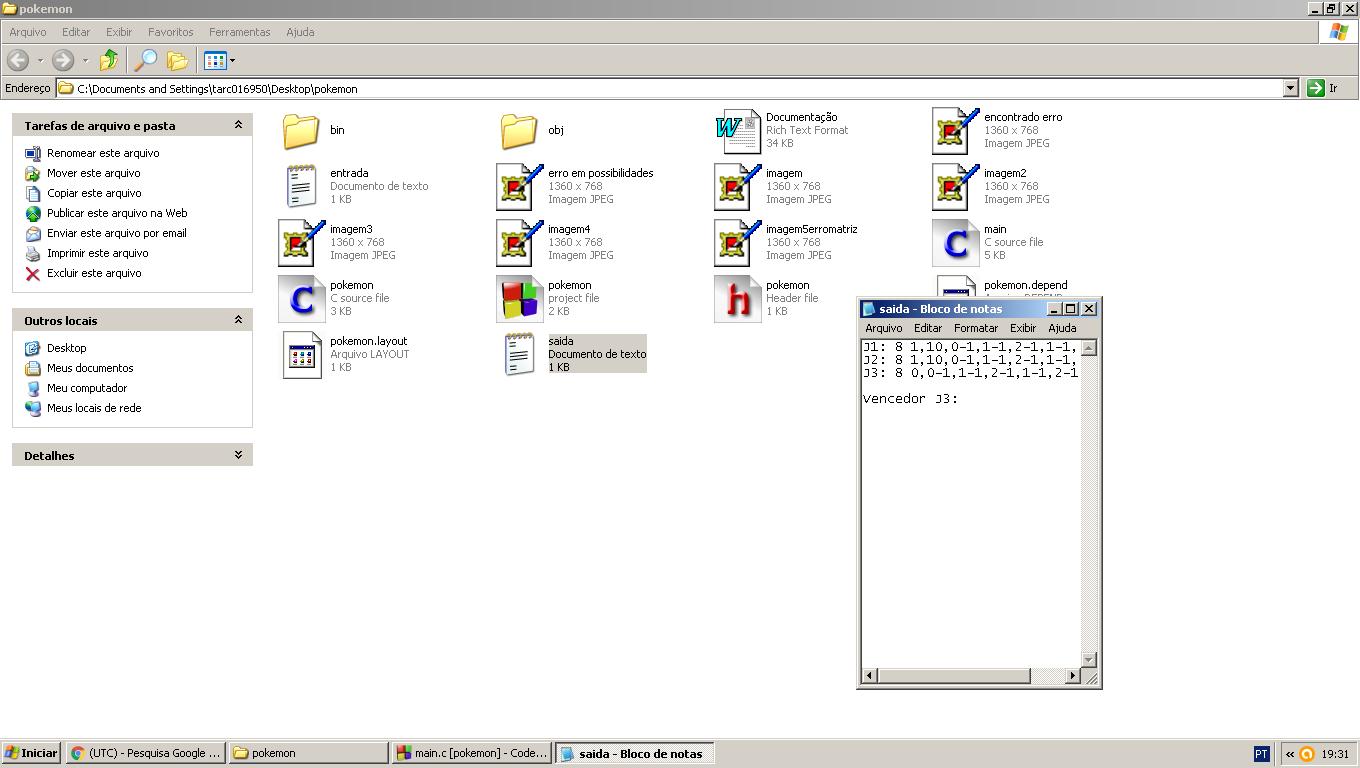 pokemon
Arquivo Editar Exibir Favoritos Ferramentas Ajuda
Endereço C:\Documents and Settings\tarc016950\Desktop\pokemon Ir
Tarefas de arquivo e pasta
Renomear este arquivo
Mover este arquivo
Copiar este arquivo
Publicar este arquivo na Web
Enviar este arquivo por email
Imprimir este arquivo
Excluir este arquivo
Outros locais
Desktop
Meus documentos
Meu computador
Meus locais de rede
Detalhes
bin
obj
Documentação
Rich Text Format
34 KB
encontrado erro
1360 x 768
Imagem JPEG
entrada
Documento de texto
1 KB
erro em possibilidades
1360 x 768
Imagem JPEG
imagem
1360 x 768
Imagem JPEG
imagem2
1360 x 768
Imagem JPEG
imagem3
1360 x 768
Imagem JPEG
imagem4
1360 x 768
Imagem JPEG
imagem5erromatriz
1360 x 768
Imagem JPEG
main
C source file
5 KB
pokemon
C source file
3 KB
pokemon
project file
2 KB
pokemon
Header file
1 KB
pokemon.depend
pokemon.layout
Arquivo LAYOUT
1 KB
saida
Documento de texto
1 KB
saida - Bloco de notas
Arquivo Editar Formatar Exibir Ajuda
J1: 8 1,10,0-1,1-1,2-1,1-1,
J2: 8 1,10,0-1,1-1,2-1,1-1,
J3: 8 0,0-1,1-1,2-1,1-1,2-1
Vencedor J3:
Iniciar (UTC) - Pesquisa Google ... pokemon main.c [pokemon] - Code... saida - Bloco de notas PT « 19:31